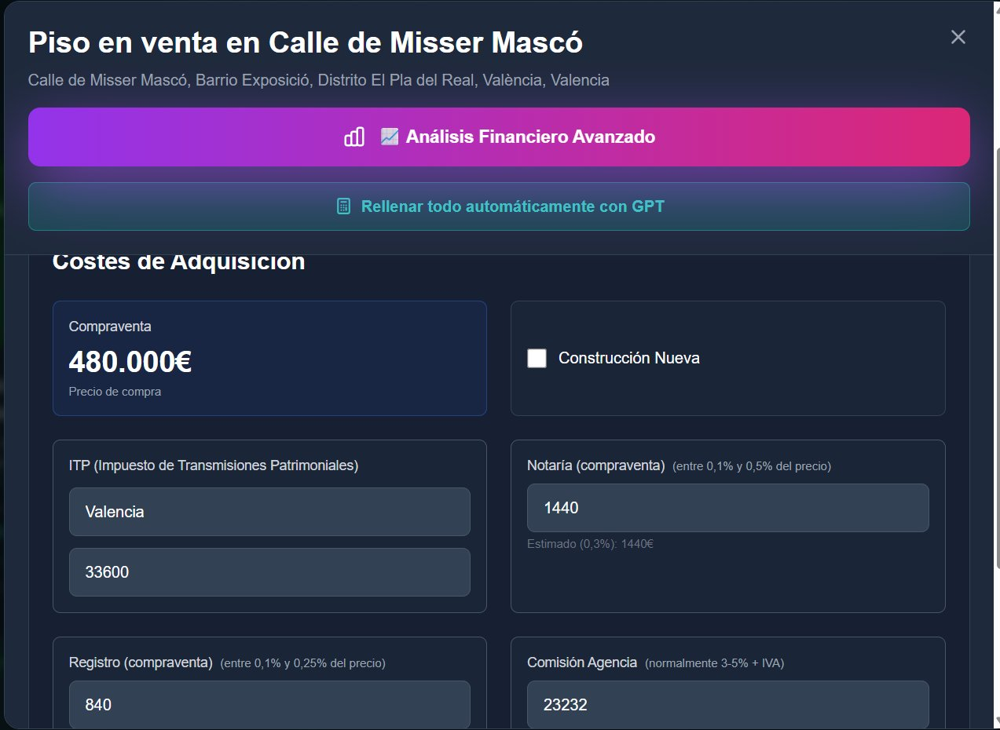 Piso en venta en Calle de Misser Mascó
Calle de Misser Mascó, Barrio Exposició, Distrito El Pla del Real, València, Valencia
Análisis Financiero Avanzado
Rellenar todo automáticamente con GPT
Costes de Adquisición
Compraventa
480.000€
Precio de compra
Construcción Nueva
ITP (Impuesto de Transmisiones Patrimoniales)
Valencia
33600
Notaría (compraventa) (entre 0,1% y 0,5% del precio)
1440
Estimado (0,3%): 1440€
Registro (compraventa) (entre 0,1% y 0,25% del precio)
840
Comisión Agencia (normalmente 3-5% + IVA)
23232